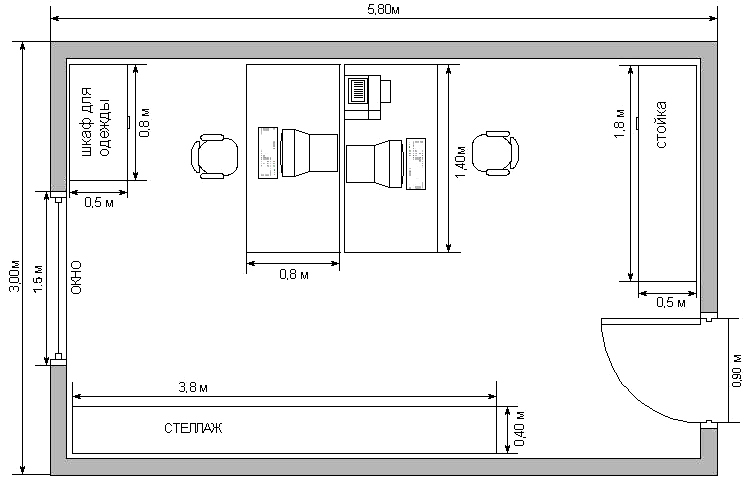 5,80м
шкаф для
одежды
0,8 м
0,5 м
0,8 м
1,40м
1,8 м
стойка
0,5 м
3,00м
1.5 м
ОКНО
0,90 м
3,8 м
СТЕЛЛАЖ
0,40 м